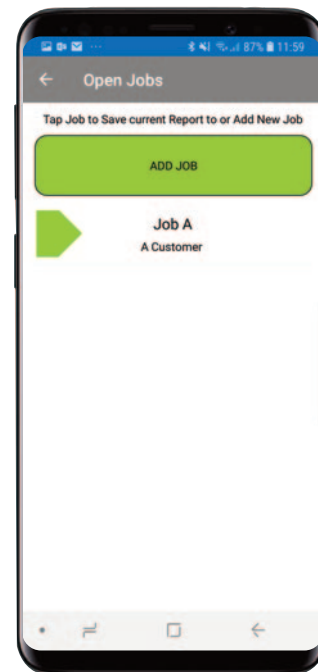 87% 11:59
Open Jobs
Tap Job to Save current Report to or Add New Job
ADD JOB
Job A
A Customer